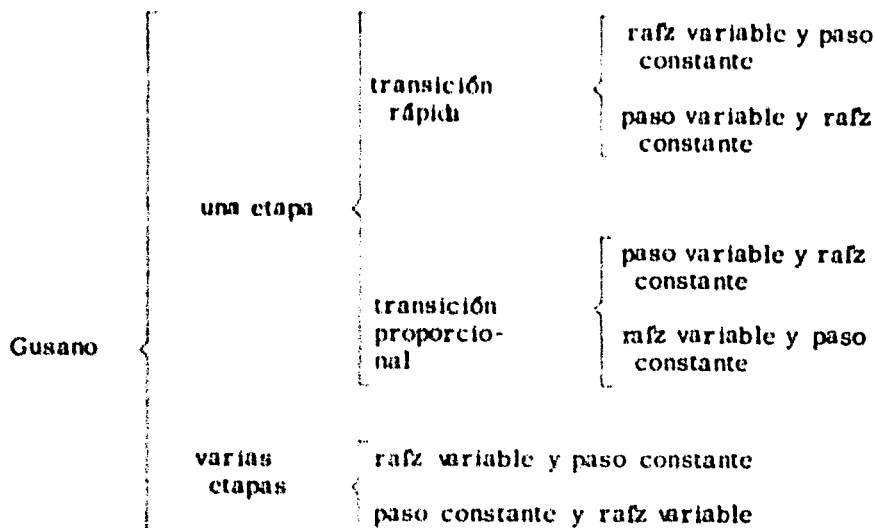 raíz variable y paso
constante
transición
rápida
paso variable y raíz
constante
una etapa
paso variable y raíz
constante
transición
proporcio-
nal
raíz variable y paso
constante
Gusano
varias
etapas
raíz variable y paso constante
paso constante y raíz variable